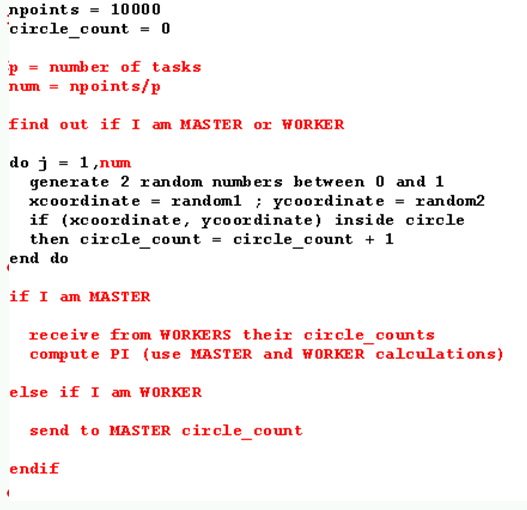 npoints = 10000
circle_count = 0
p = number of tasks
num = npoints/p
find out if I am MASTER or WORKER
do j = 1,num
generate 2 random numbers between 0 and 1
xcoordinate = random1 ; ycoordinate = random2
if (xcoordinate, ycoordinate) inside circle
then circle_count = circle_count + 1
end do
if I am MASTER
receive from WORKERS their circle_counts
compute PI (use MASTER and WORKER calculations)
else if I am WORKER
send to MASTER circle_count
endif